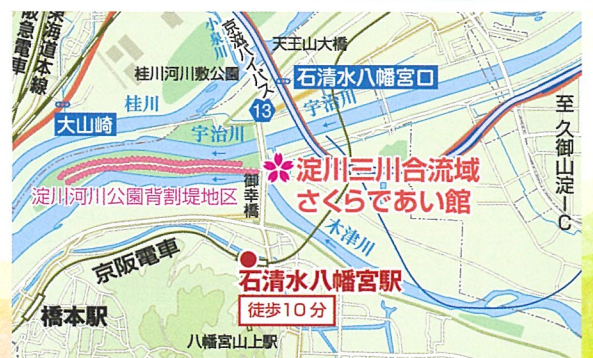 東海道本線
阪急電車
小泉川
京滋バイパス
天王山大橋
桂川河川敷公園
石清水八幡宮口
桂川
大山崎
13
宇治川
宇治川
至 久御山淀IC
淀川三川合流域
さくらであい館
淀川河川公園背割堤地区
御幸橋
木津川
京阪電車
石清水八幡宮駅
徒歩10分
橋本駅
八幡宮山上駅